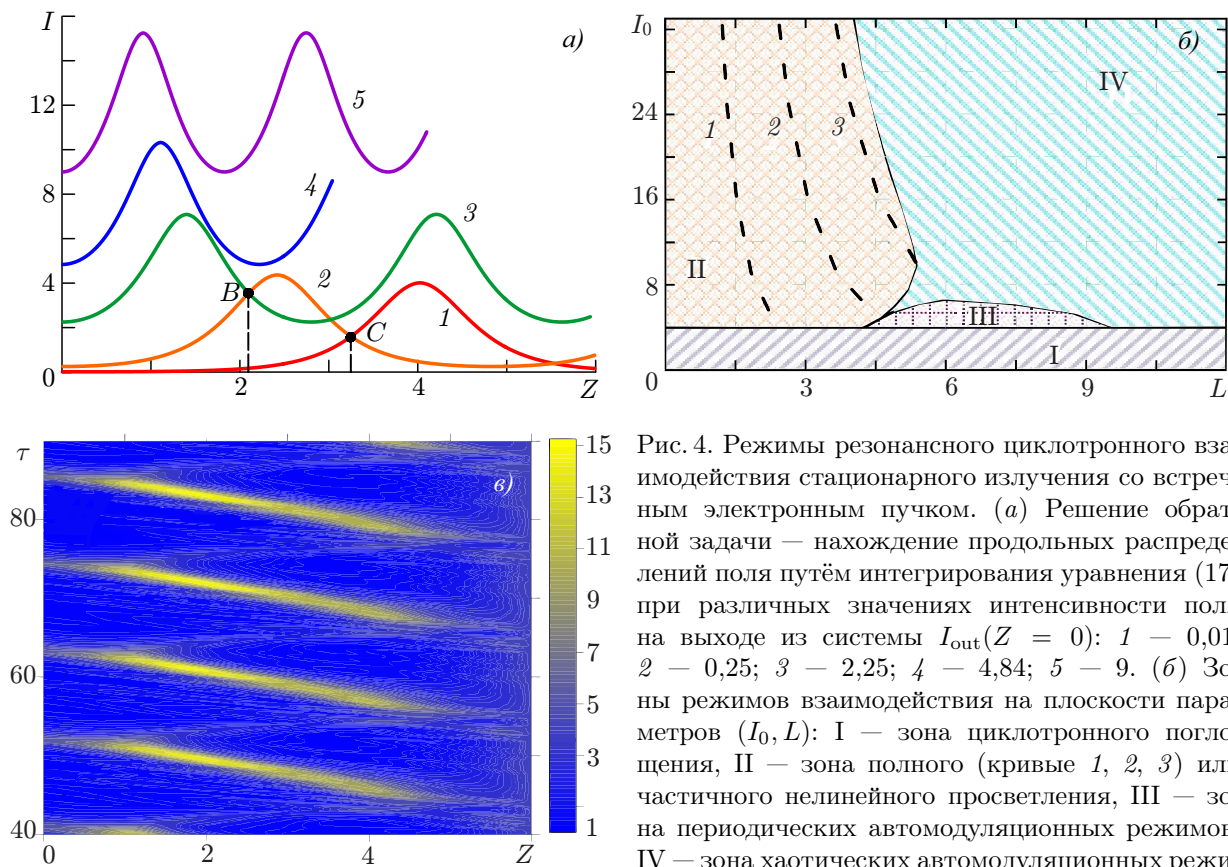 I
а)
12
5
8
4
3
4
2
B
1
C
0
2
4
Z
I₀
б)
IV
24
1
2
3
16
II
8
III
I
0
3
6
9
L
τ
в)
80
60
40
0
2
4
Z
15
13
11
9
7
5
3
1
Рис. 4. Режимы резонансного циклотронного вза-
имодействия стационарного излучения со встреч
ным электронным пучком. (а) Решение обрат
ной задачи — нахождение продольных распреде
лений поля путём интегрирования уравнения (17
при различных значениях интенсивности пол
на выходе из системы I_out(Z = 0): 1 — 0,01
2 — 0,25; 3 — 2,25; 4 — 4,84; 5 — 9. (б) Зо
ны режимов взаимодействия на плоскости пара
метров (I₀, L): I — зона циклотронного погло
щения, II — зона полного (кривые 1, 2, 3) ил
частичного нелинейного просветления, III — зо
на периодических автомодуляционных режимов
IV — зона хаотических автомодуляционных режи